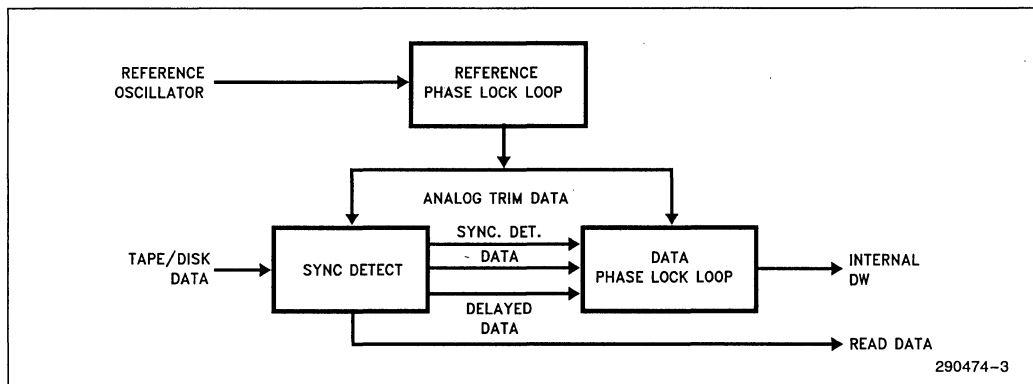 REFERENCE
OSCILLATOR
REFERENCE
PHASE LOCK LOOP
ANALOG TRIM DATA
TAPE/DISK
DATA
SYNC DETECT
SYNC. DET.
DATA
DELAYED
DATA
DATA
PHASE LOCK LOOP
INTERNAL
DW
READ DATA
290474-3